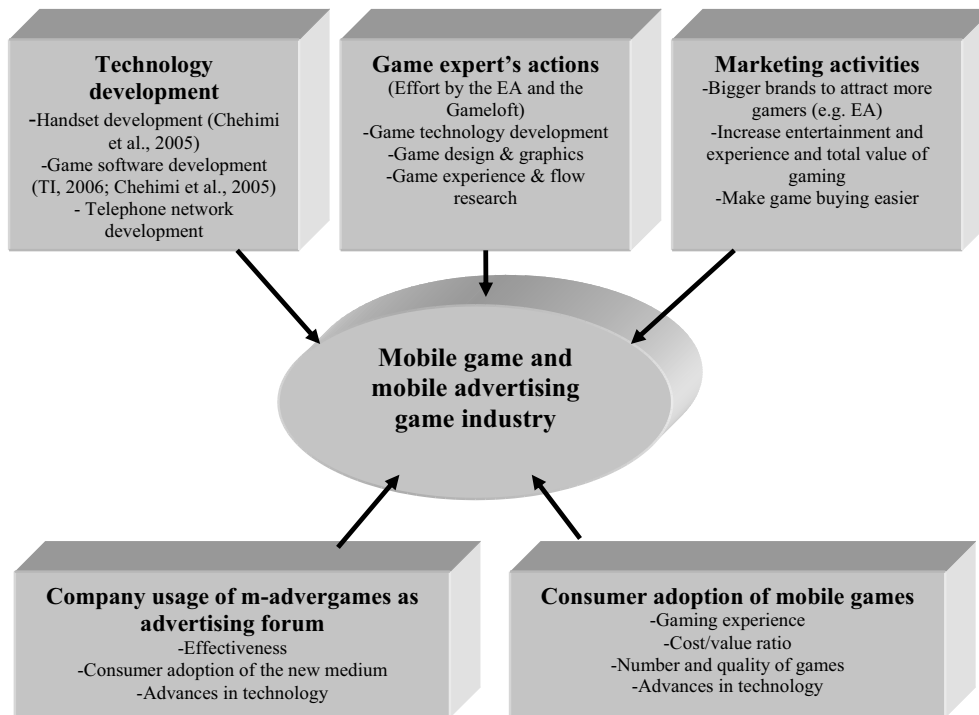 Technology
development
-Handset development (Chehimi
et al., 2005)
-Game software development
(TI, 2006; Chehimi et al., 2005)
- Telephone network
development
Game expert's actions
(Effort by the EA and the
Gameloft)
-Game technology development
-Game design & graphics
-Game experience & flow
research
Marketing activities
-Bigger brands to attract more
gamers (e.g. EA)
-Increase entertainment and
experience and total value of
gaming
-Make game buying easier
Mobile game and
mobile advertising
game industry
Company usage of m-advergames as
advertising forum
-Effectiveness
-Consumer adoption of the new medium
-Advances in technology
Consumer adoption of mobile games
-Gaming experience
-Cost/value ratio
-Number and quality of games
-Advances in technology